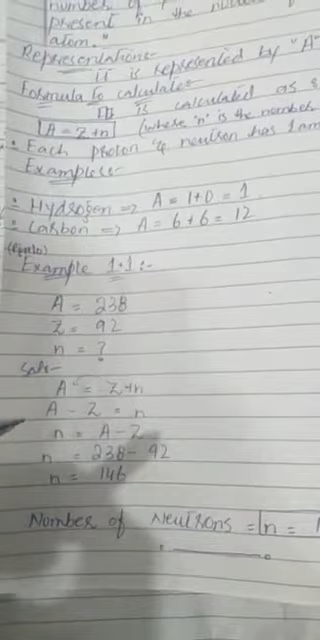 number of
present in the
atom."
Representation:-
It is represented by "A"
Formula to calculate:-
It is calculated as
A = Z+n (where 'n' is the number
: Each proton & neutron has 1 am
Examples:-
: Hydrogen => A = 1+0 = 1
: Carbon => A = 6+6 = 12
Example 1.1:-
A = 238
Z = 92
n = ?
Sol:-
A = Z+n
A - Z = n
n = A - Z
n = 238 - 92
n = 146
Number of Neutrons = n =